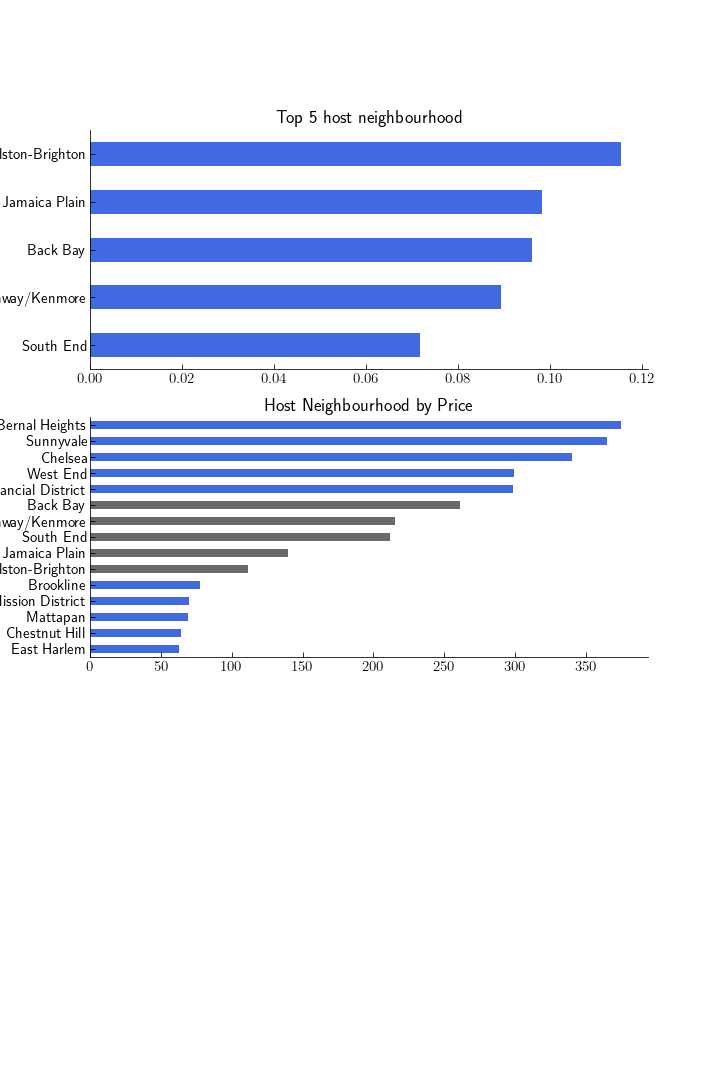 Top 5 host neighbourhood
lston-Brighton
Jamaica Plain
Back Bay
nway/Kenmore
South End
0.00 0.02 0.04 0.06 0.08 0.10 0.12
Host Neighbourhood by Price
Bernal Heights
Sunnyvale
Chelsea
West End
ancial District
Back Bay
nway/Kenmore
South End
Jamaica Plain
lston-Brighton
Brookline
Mission District
Mattapan
Chestnut Hill
East Harlem
0 50 100 150 200 250 300 350